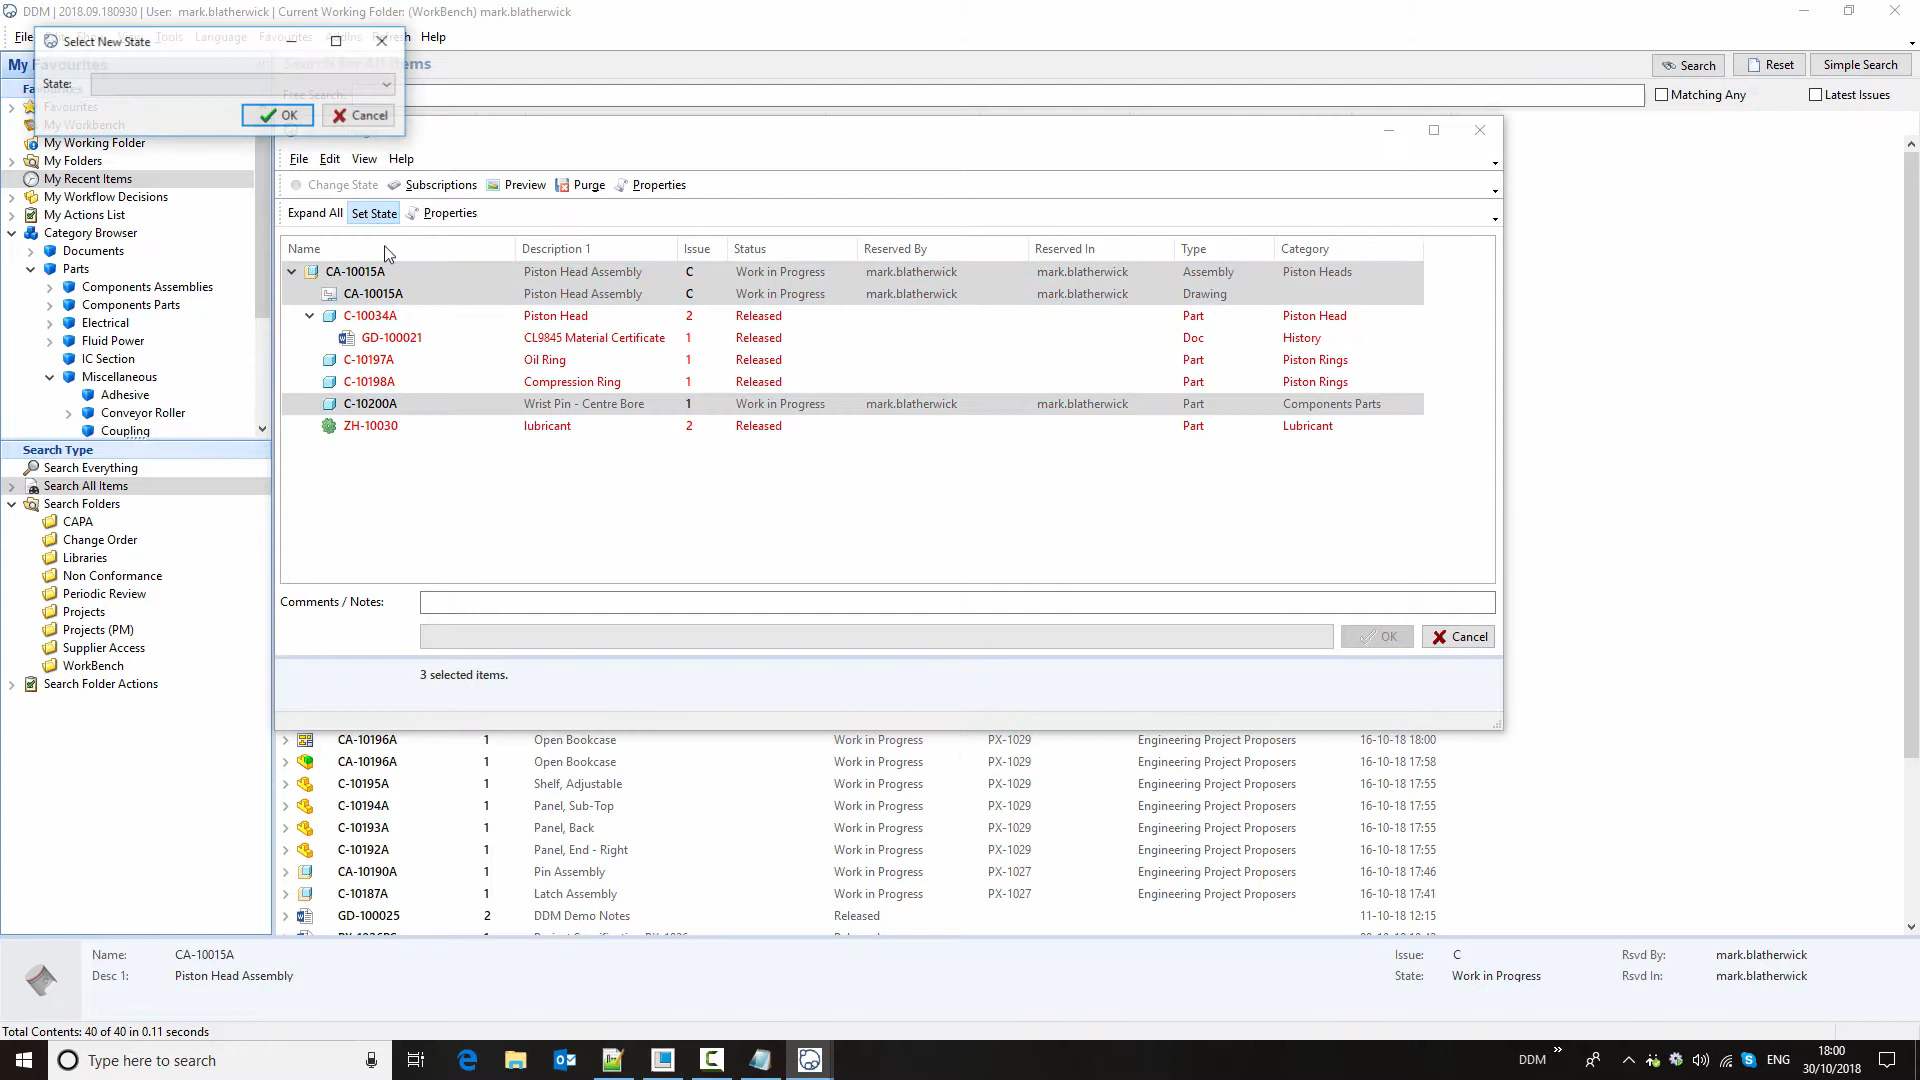 DDM | 2018.09.180930 | User: mark.blatherwick | Current Working Folder: (WorkBench) mark.blatherwick
File Tools Language Favourites Help
Select New State
State:
OK Cancel
My Favourites
Search for All Items
Search Reset Simple Search
Free Search:
Matching Any Latest Issues
Favourites
My Workbench
My Working Folder
My Folders
My Recent Items
My Workflow Decisions
My Actions List
Category Browser
Documents
Parts
Components Assemblies
Components Parts
Electrical
Fluid Power
IC Section
Miscellaneous
Adhesive
Conveyor Roller
Coupling
Search Type
Search Everything
Search All Items
Search Folders
CAPA
Change Order
Libraries
Non Conformance
Periodic Review
Projects
Projects (PM)
Supplier Access
WorkBench
Search Folder Actions
File Edit View Help
Change State Subscriptions Preview Purge Properties
Expand All Set State Properties
Name Description 1 Issue Status Reserved By Reserved In Type Category
CA-10015A Piston Head Assembly C Work in Progress mark.blatherwick mark.blatherwick Assembly Piston Heads
CA-10015A Piston Head Assembly C Work in Progress mark.blatherwick mark.blatherwick Drawing
C-10034A Piston Head 2 Released Part Piston Head
GD-100021 CL9845 Material Certificate 1 Released Doc History
C-10197A Oil Ring 1 Released Part Piston Rings
C-10198A Compression Ring 1 Released Part Piston Rings
C-10200A Wrist Pin - Centre Bore 1 Work in Progress mark.blatherwick mark.blatherwick Part Components Parts
ZH-10030 lubricant 2 Released Part Lubricant
Comments / Notes:
OK Cancel
3 selected items.
CA-10196A 1 Open Bookcase Work in Progress PX-1029 Engineering Project Proposers 16-10-18 18:00
CA-10196A 1 Open Bookcase Work in Progress PX-1029 Engineering Project Proposers 16-10-18 17:58
C-10195A 1 Shelf, Adjustable Work in Progress PX-1029 Engineering Project Proposers 16-10-18 17:55
C-10194A 1 Panel, Sub-Top Work in Progress PX-1029 Engineering Project Proposers 16-10-18 17:55
C-10193A 1 Panel, Back Work in Progress PX-1029 Engineering Project Proposers 16-10-18 17:55
C-10192A 1 Panel, End - Right Work in Progress PX-1029 Engineering Project Proposers 16-10-18 17:55
CA-10190A 1 Pin Assembly Work in Progress PX-1027 Engineering Project Proposers 16-10-18 17:46
C-10187A 1 Latch Assembly Work in Progress PX-1027 Engineering Project Proposers 16-10-18 17:41
GD-100025 2 DDM Demo Notes Released 11-10-18 12:15
Name: CA-10015A Issue: C Rsvd By: mark.blatherwick
Desc 1: Piston Head Assembly State: Work in Progress Rsvd In: mark.blatherwick
Total Contents: 40 of 40 in 0.11 seconds
Type here to search
DDM
ENG
18:00
30/10/2018